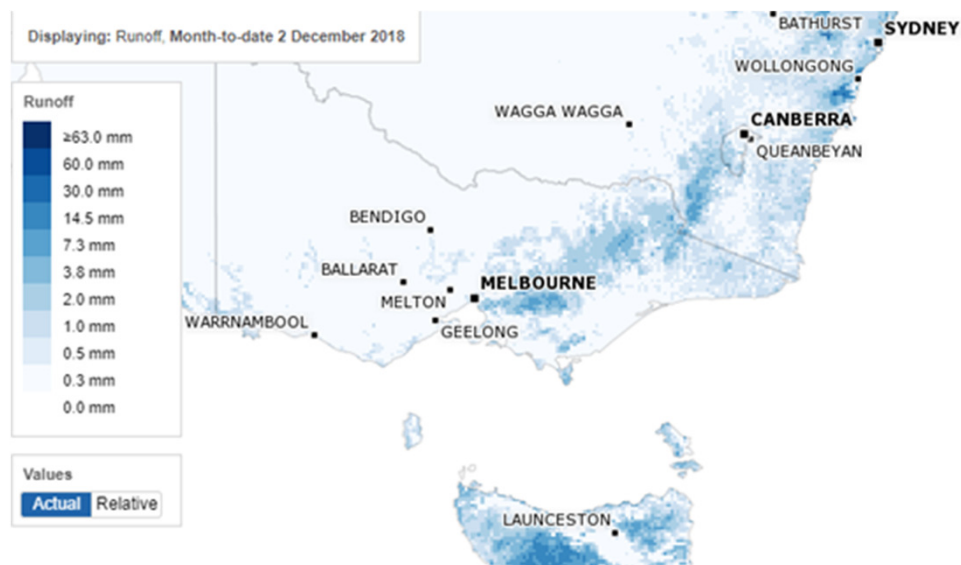 Displaying: Runoff, Month-to-date 2 December 2018
BATHURST
SYDNEY
WOLLONGONG
Runoff
≥63.0 mm
60.0 mm
30.0 mm
14.5 mm
7.3 mm
3.8 mm
2.0 mm
1.0 mm
0.5 mm
0.3 mm
0.0 mm
WAGGA WAGGA
CANBERRA
QUEANBEYAN
BENDIGO
BALLARAT
MELBOURNE
MELTON
WARRNAMBOOL
GEELONG
Values
Actual Relative
LAUNCESTON